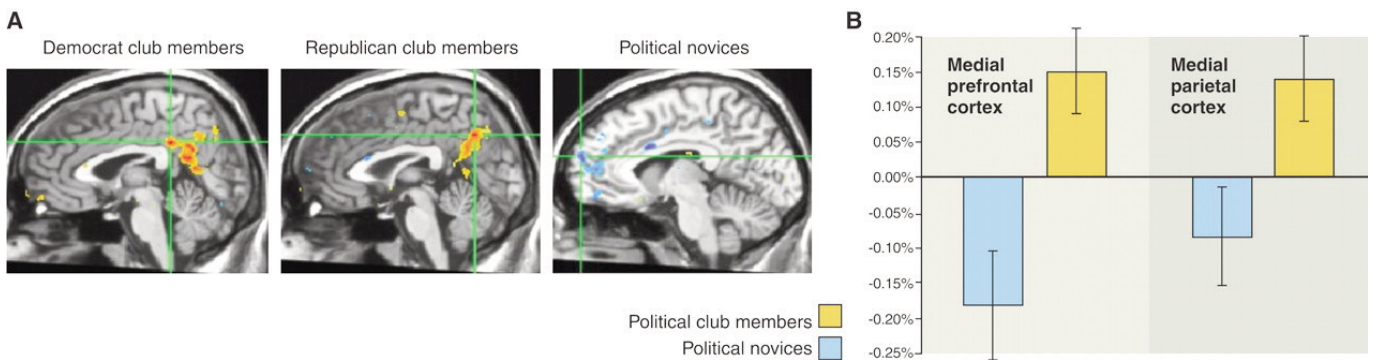 A
Democrat club members
Republican club members
Political novices
Political club members
Political novices
B
0.20%
0.15%
0.10%
0.05%
0.00%
-0.05%
-0.10%
-0.15%
-0.20%
-0.25%
Medial
prefrontal
cortex
Medial
parietal
cortex